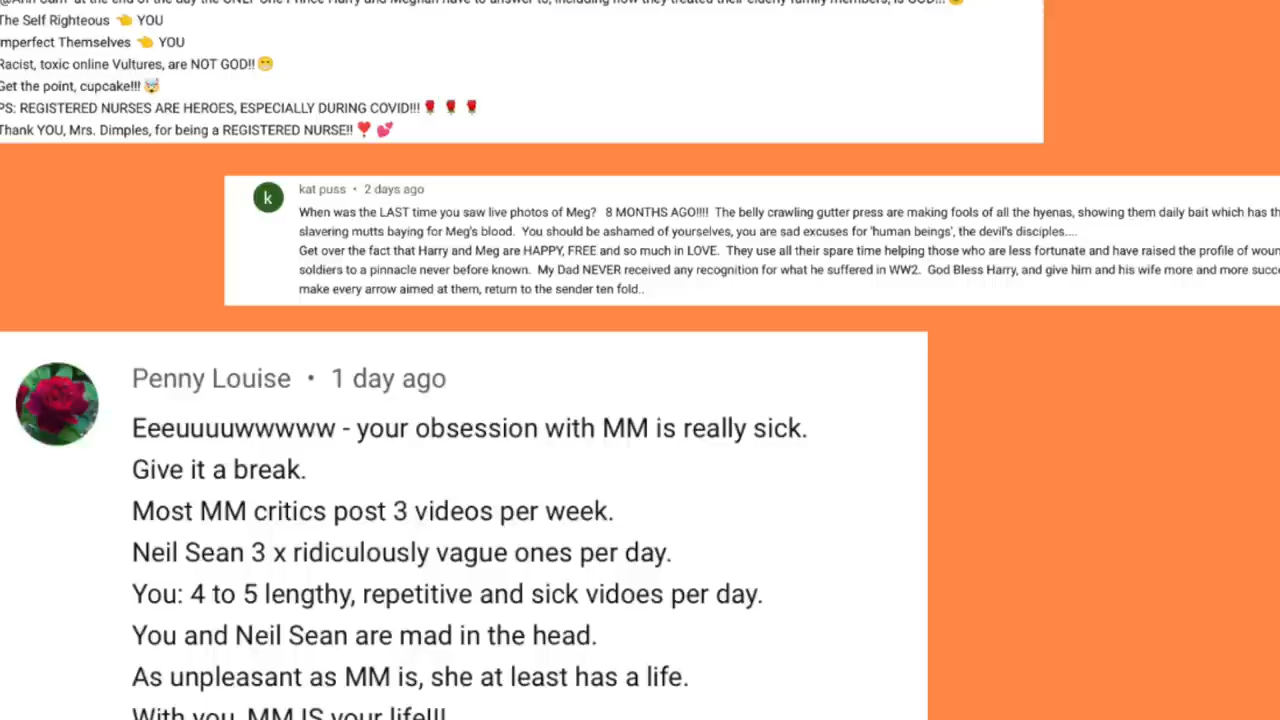 The Self Righteous 👈 YOU
mperfect Themselves 👈 YOU
Racist, toxic online Vultures, are NOT GOD!! 😁
Get the point, cupcake!!! 🤯
PS: REGISTERED NURSES ARE HEROES, ESPECIALLY DURING COVID!!! 🌹 🌹 🌹
Thank YOU, Mrs. Dimples, for being a REGISTERED NURSE!! ❣️ 💕
k
kat puss • 2 days ago
When was the LAST time you saw live photos of Meg? 8 MONTHS AGO!!!! The belly crawling gutter press are making fools of all the hyenas, showing them daily bait which has th
slavering mutts baying for Meg's blood. You should be ashamed of yourselves, you are sad excuses for 'human beings', the devil's disciples....
Get over the fact that Harry and Meg are HAPPY, FREE and so much in LOVE. They use all their spare time helping those who are less fortunate and have raised the profile of woun
soldiers to a pinnacle never before known. My Dad NEVER received any recognition for what he suffered in WW2. God Bless Harry, and give him and his wife more and more succe
make every arrow aimed at them, return to the sender ten fold..
Penny Louise • 1 day ago
Eeeuuuuwwwww - your obsession with MM is really sick.
Give it a break.
Most MM critics post 3 videos per week.
Neil Sean 3 x ridiculously vague ones per day.
You: 4 to 5 lengthy, repetitive and sick vidoes per day.
You and Neil Sean are mad in the head.
As unpleasant as MM is, she at least has a life.
With you, MM IS your life!!!